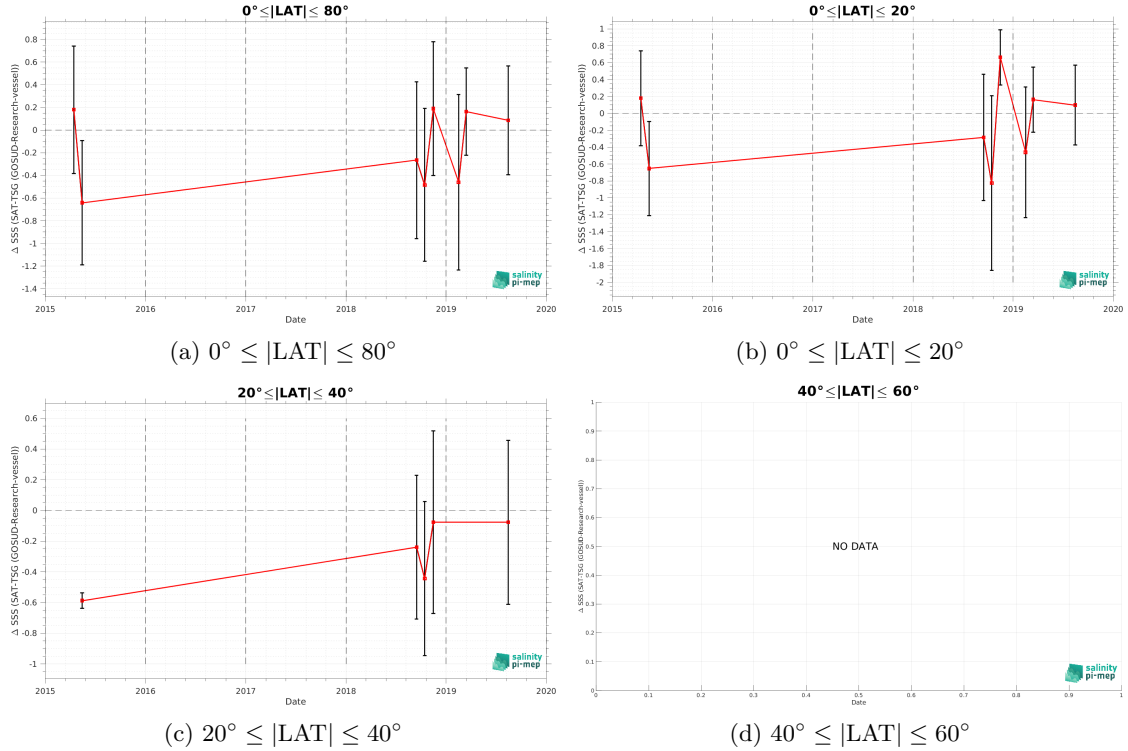 0°≤|LAT|≤ 80°
Δ SSS (SAT-TSG (GOSUD-Research-vessel))
0.8
0.6
0.4
0.2
0
-0.2
-0.4
-0.6
-0.8
-1
-1.2
-1.4
2015 2016 2017 2018 2019 2020
Date
salinity
pi-mep
(a) 0° ≤ |LAT| ≤ 80°
0°≤|LAT|≤ 20°
Δ SSS (SAT-TSG (GOSUD-Research-vessel))
1
0.8
0.6
0.4
0.2
0
-0.2
-0.4
-0.6
-0.8
-1
-1.2
-1.4
-1.6
-1.8
-2
2015 2016 2017 2018 2019 2020
Date
salinity
pi-mep
(b) 0° ≤ |LAT| ≤ 20°
20°≤|LAT|≤ 40°
Δ SSS (SAT-TSG (GOSUD-Research-vessel))
0.6
0.4
0.2
0
-0.2
-0.4
-0.6
-0.8
-1
2015 2016 2017 2018 2019 2020
Date
salinity
pi-mep
(c) 20° ≤ |LAT| ≤ 40°
40°≤|LAT|≤ 60°
Δ SSS (SAT-TSG (GOSUD-Research-vessel))
1
0.9
0.8
0.7
0.6
0.5
0.4
0.3
0.2
0.1
0
NO DATA
0 0.1 0.2 0.3 0.4 0.5 0.6 0.7 0.8 0.9 1
Date
salinity
pi-mep
(d) 40° ≤ |LAT| ≤ 60°